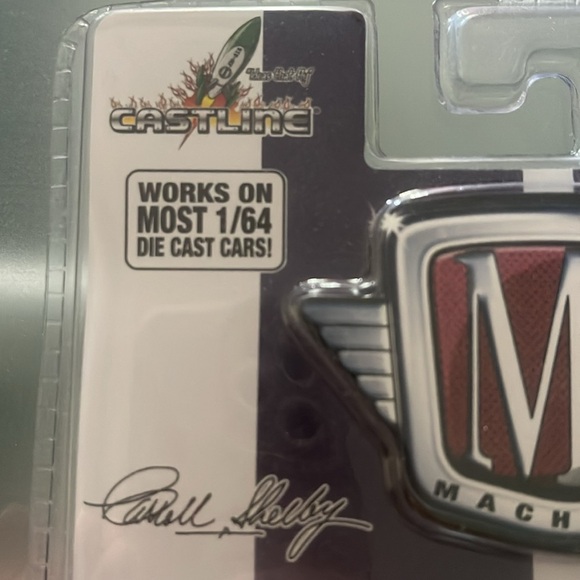 CASTLINE
WORKS ON
MOST 1/64
DIE CAST CARS!
M
MACH
Carroll Shelby